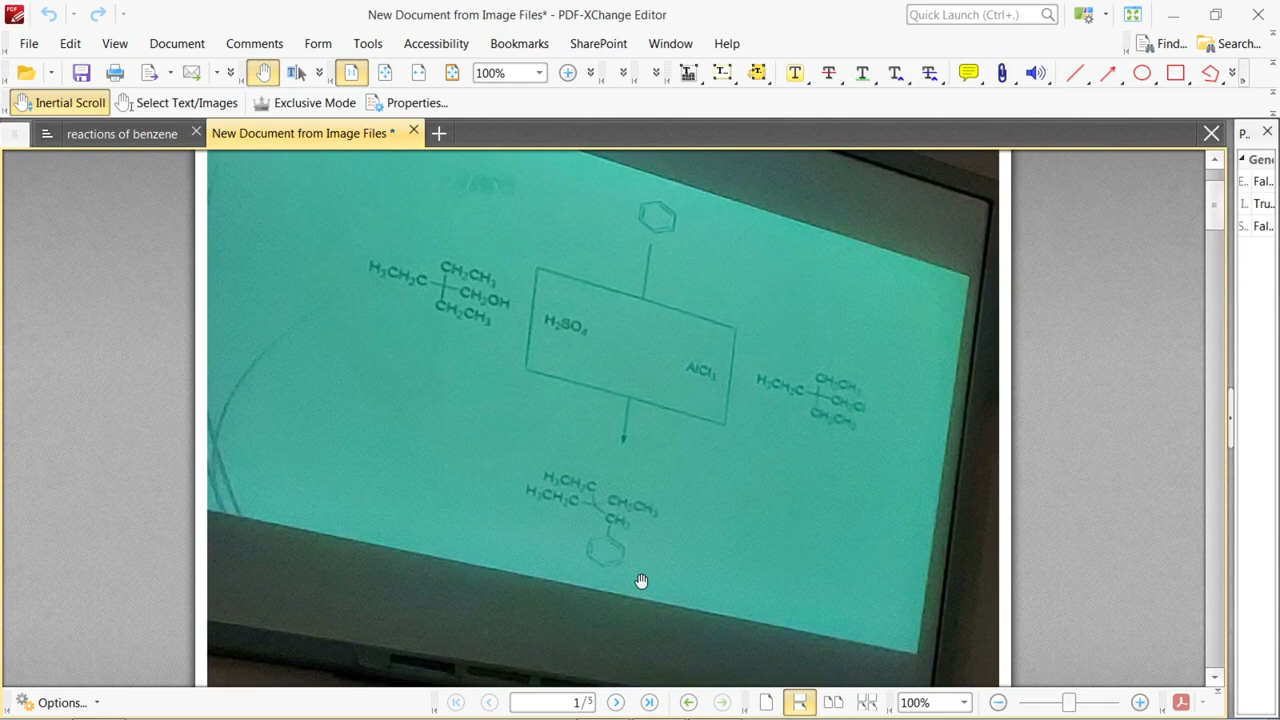 New Document from Image Files* - PDF-XChange Editor
Quick Launch (Ctrl+.)
File Edit View Document Comments Form Tools Accessibility Bookmarks SharePoint Window Help
Find... Search...
100%
Inertial Scroll Select Text/Images Exclusive Mode Properties...
reactions of benzene New Document from Image Files *
P..
Gene
E.. Fal..
I.. Tru..
S.. Fal..
H₃CH₂C CH₂CH₃
CH₂OH
CH₂CH₃
H₂SO₄
AlCl₃
H₃CH₂C CH₂CH₃
CH₂Cl
CH₂CH₃
H₃CH₂C
H₃CH₂C CH₂CH₃
CH₂
Options...
1/5
100%